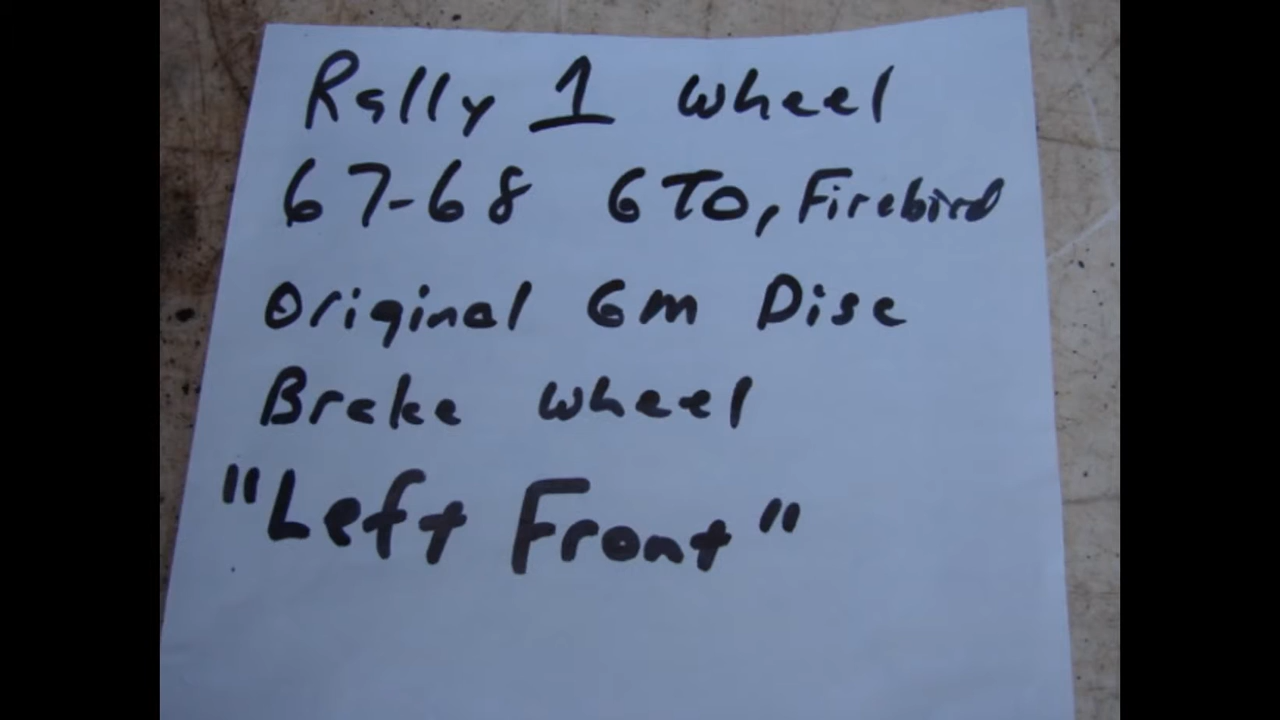 Rally 1 Wheel
67-68 GTO, Firebird
Original Gm Disc
Brake Wheel
"Left Front"